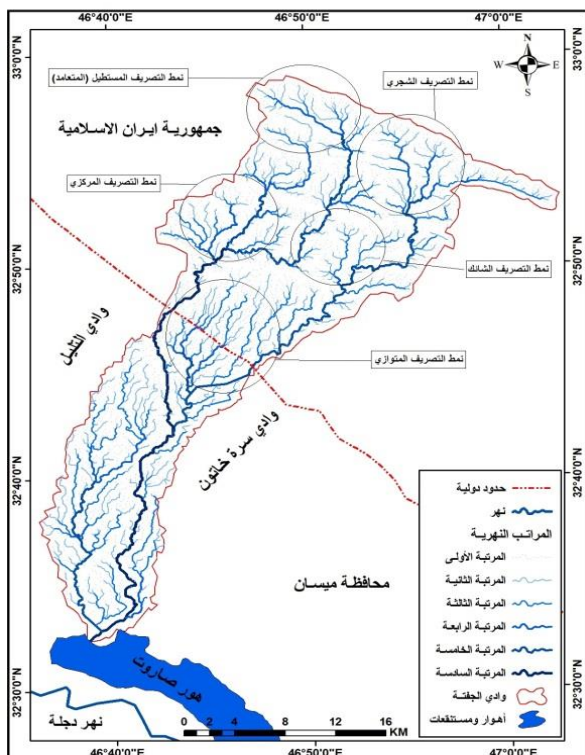 46°40'0"E
46°50'0"E
47°0'0"E
33°0'0"N
33°0'0"N
N
W
E
S
نمط التصريف المستطيل (المتعامد)
نمط التصريف الشجري
جمهورية ايران الاسلامية
نمط التصريف المركزي
32°50'0"N
32°50'0"N
نمط التصريف الشائك
وادي التليل
نمط التصريف المتوازي
وادي سرة خاتون
32°40'0"N
32°40'0"N
محافظة ميسان
حدود دولية
نهر
المراتب النهرية
المرتبة الأولى
المرتبة الثانية
المرتبة الثالثة
المرتبة الرابعة
المرتبة الخامسة
المرتبة السادسة
وادي الجفتة
أهوار ومستنقعات
32°30'0"N
32°30'0"N
هور صاروت
نهر دجلة
0 2 4 8 12 16
KM
46°40'0"E
46°50'0"E
47°0'0"E